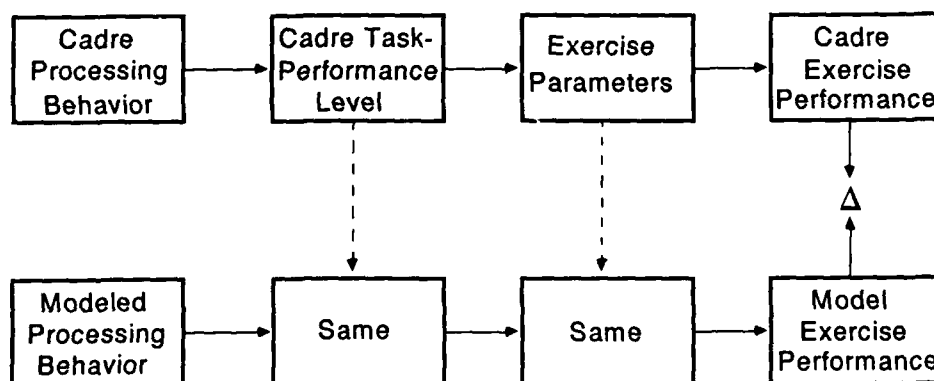 Cadre
Processing
Behavior
Cadre Task-
Performance
Level
Exercise
Parameters
Cadre
Exercise
Performance
Δ
Modeled
Processing
Behavior
Same
Same
Model
Exercise
Performance